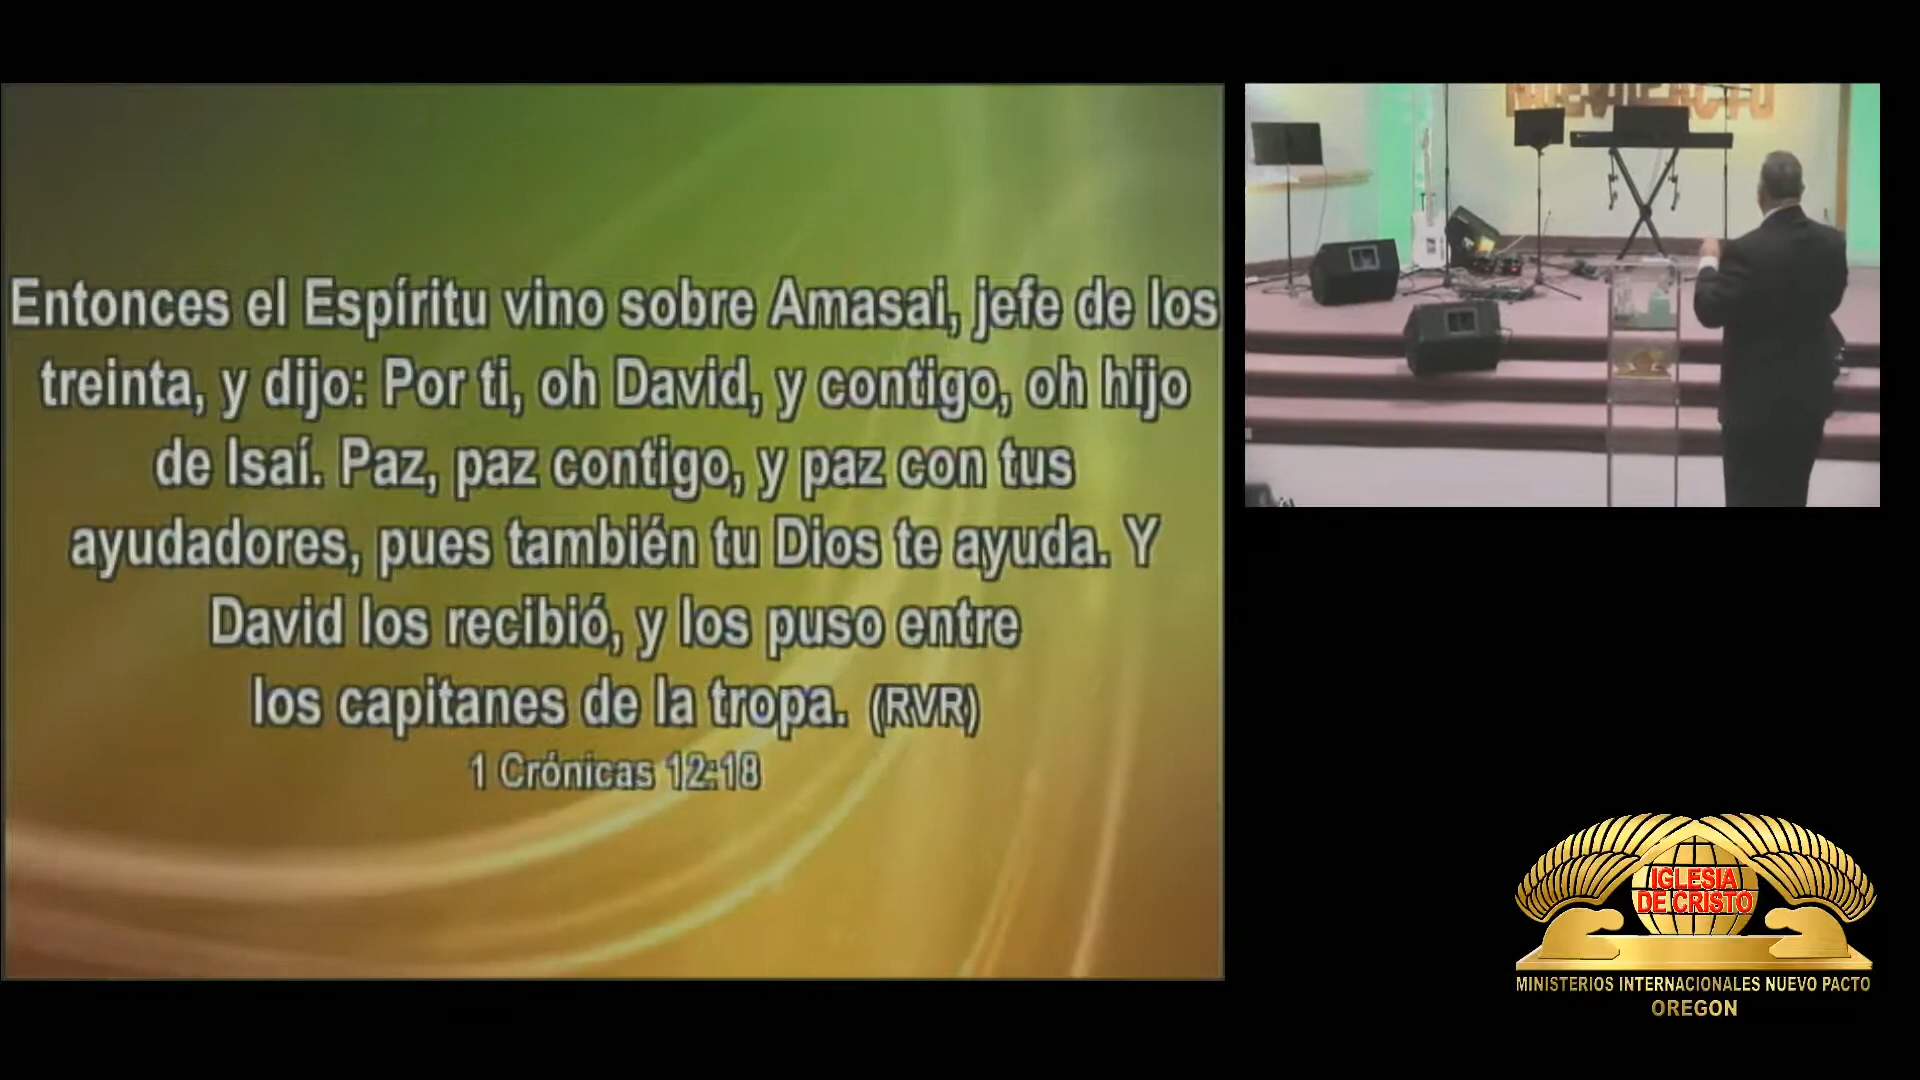 Entonces el Espíritu vino sobre Amasai, jefe de los
treinta, y dijo: Por ti, oh David, y contigo, oh hijo
de Isaí. Paz, paz contigo, y paz con tus
ayudadores, pues también tu Dios te ayuda. Y
David los recibió, y los puso entre
los capitanes de la tropa. (RVR)
1 Crónicas 12:18
IGLESIA
DE CRISTO
MINISTERIOS INTERNACIONALES NUEVO PACTO
OREGON